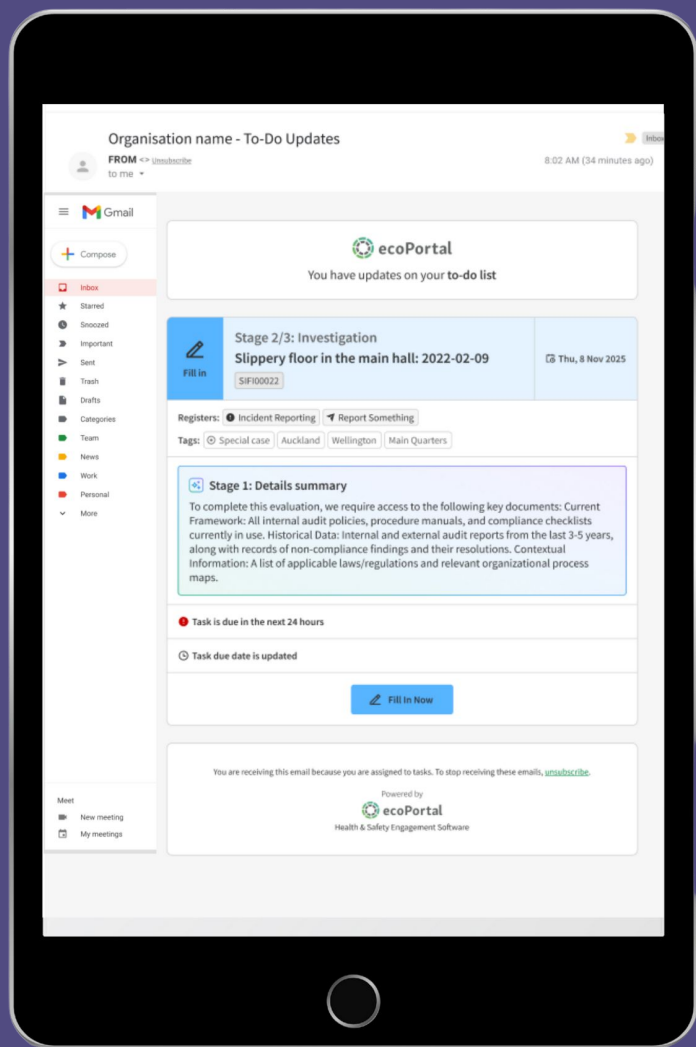 Organisation name - To-Do Updates
Inbox
FROM <> Unsubscribe
8:02 AM (34 minutes ago)
to me
Gmail
Compose
Inbox
Starred
Snoozed
Important
Sent
Trash
Drafts
Categories
Team
News
Work
Personal
More
Meet
New meeting
My meetings
ecoPortal
You have updates on your to-do list
Fill in
Stage 2/3: Investigation
Slippery floor in the main hall: 2022-02-09
SIFI00022
Thu, 8 Nov 2025
Registers: Incident Reporting Report Something
Tags: Special case Auckland Wellington Main Quarters
Stage 1: Details summary
To complete this evaluation, we require access to the following key documents: Current
Framework: All internal audit policies, procedure manuals, and compliance checklists
currently in use. Historical Data: Internal and external audit reports from the last 3-5 years,
along with records of non-compliance findings and their resolutions. Contextual
Information: A list of applicable laws/regulations and relevant organizational process
maps.
Task is due in the next 24 hours
Task due date is updated
Fill In Now
You are receiving this email because you are assigned to tasks. To stop receiving these emails, unsubscribe.
Powered by
ecoPortal
Health & Safety Engagement Software